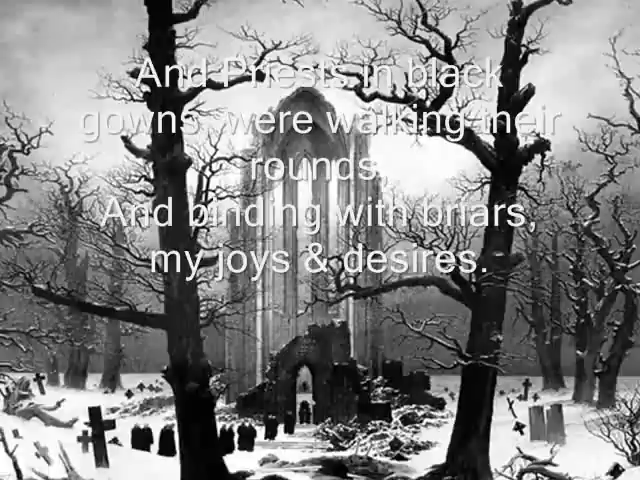 And Priests in black
gowns, were walking their
rounds,
And binding with briars,
my joys & desires.